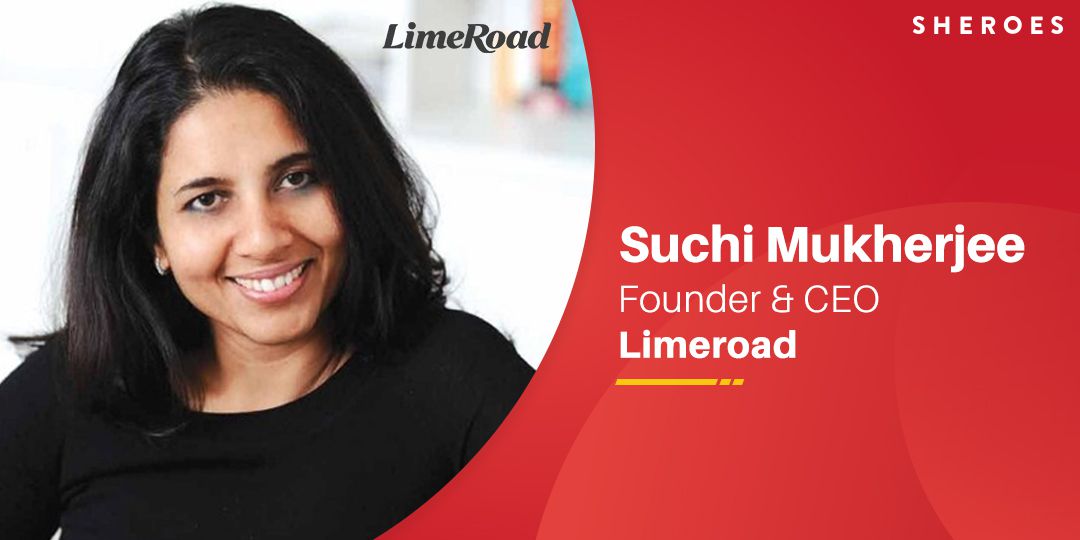 LimeRoad
SHEROES
Suchi Mukherjee
Founder & CEO
Limeroad